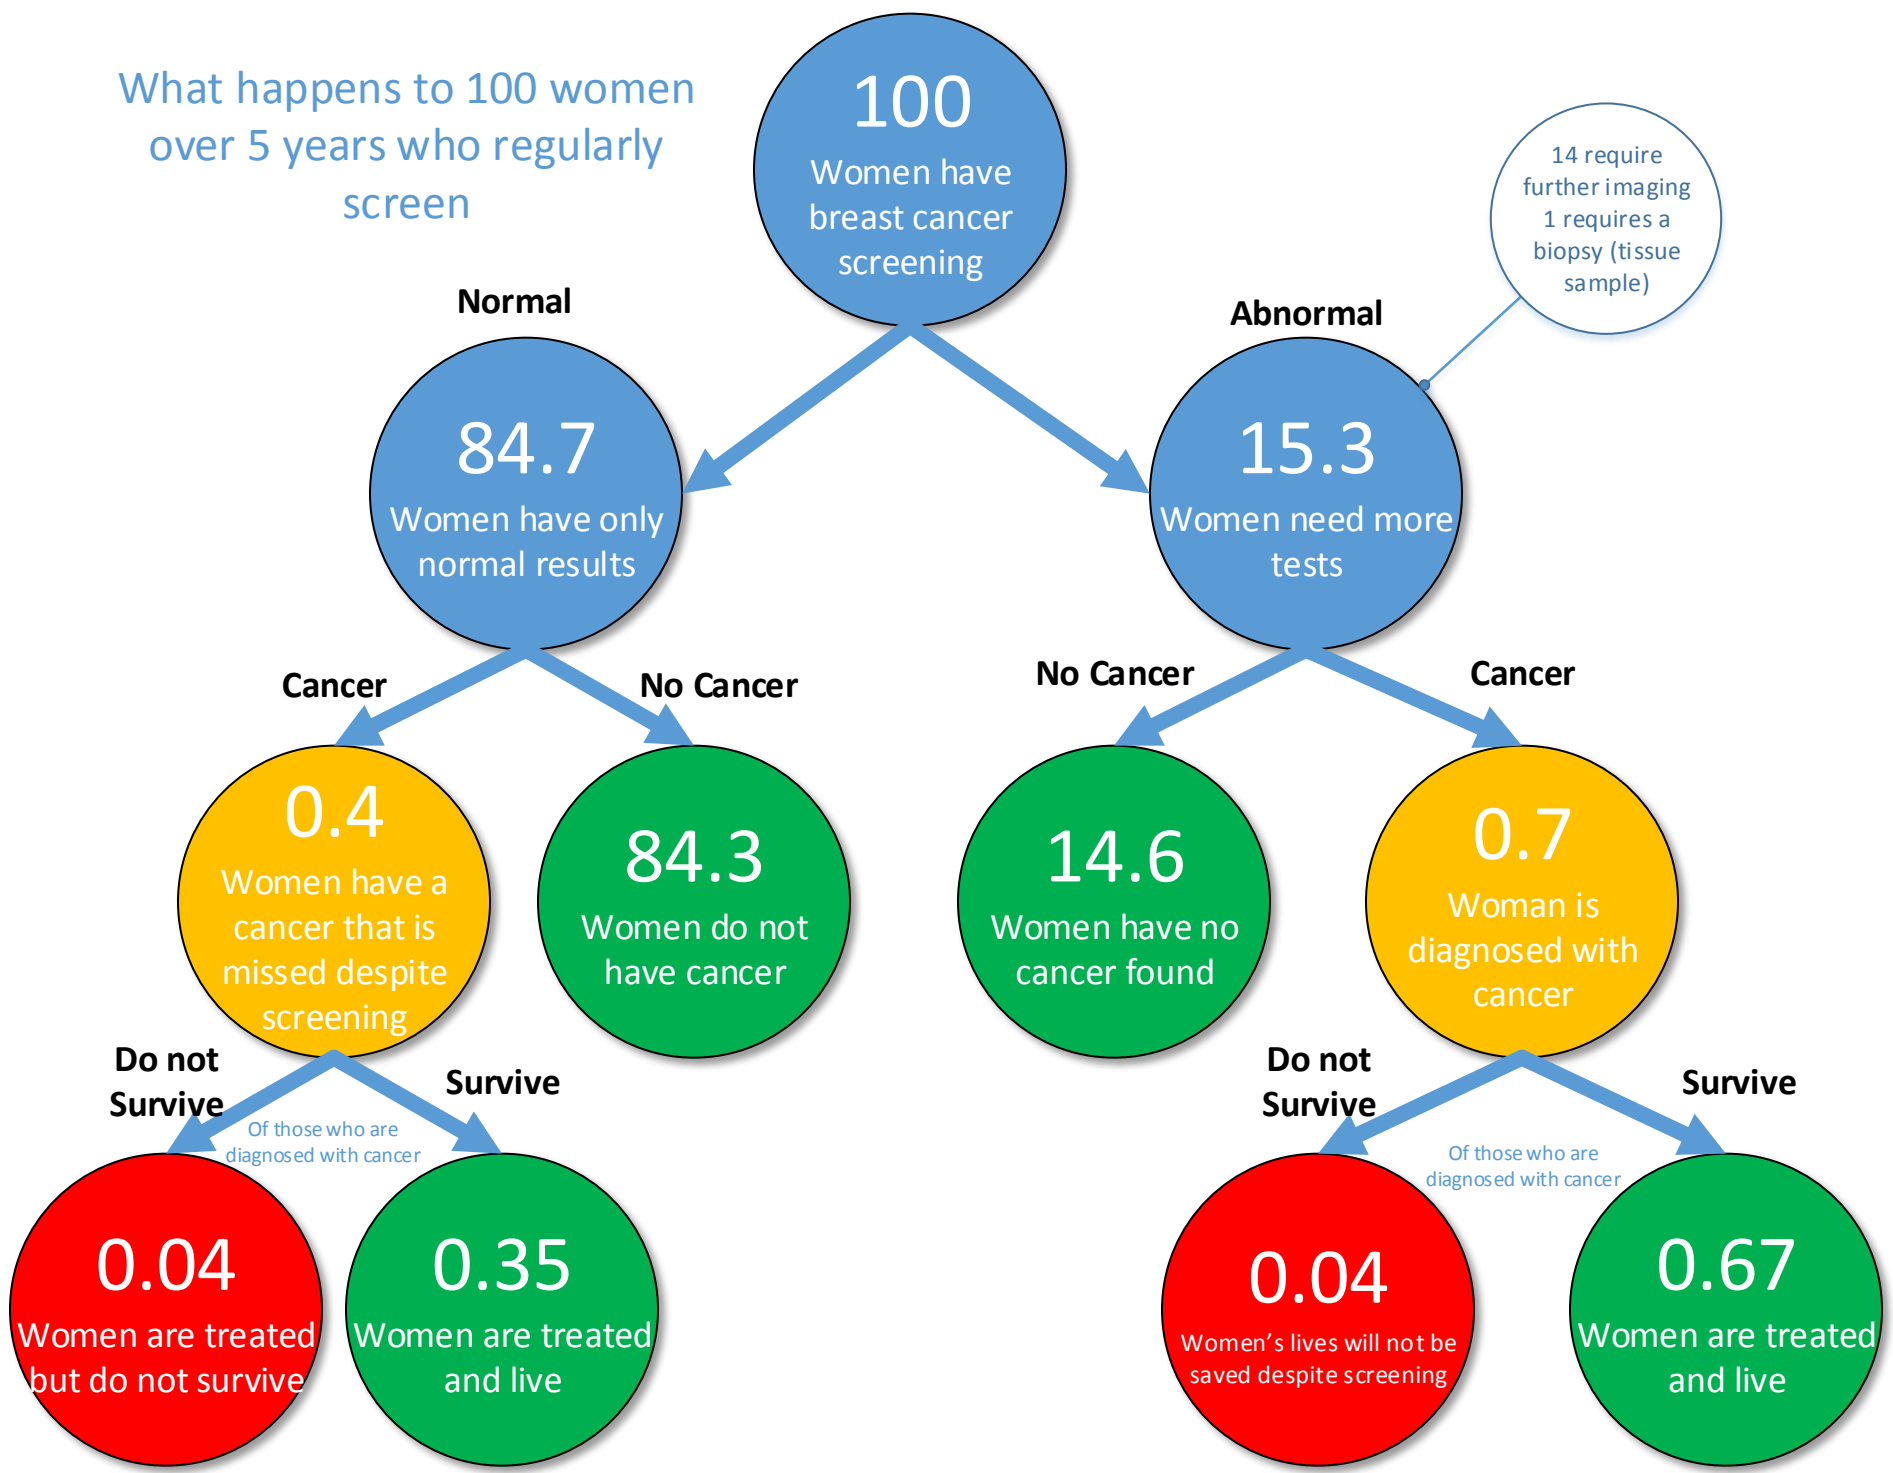 What happens to 100 women
over 5 years who regularly
screen
100
Women have
breast cancer
screening
14 require
further imaging
1 requires a
biopsy (tissue
sample)
Normal
Abnormal
84.7
Women have only
normal results
15.3
Women need more
tests
Cancer
No Cancer
No Cancer
Cancer
0.4
Women have a
cancer that is
missed despite
screening
84.3
Women do not
have cancer
14.6
Women have no
cancer found
0.7
Woman is
diagnosed with
cancer
Do not
Survive
Survive
Of those who are
diagnosed with cancer
Do not
Survive
Survive
Of those who are
diagnosed with cancer
0.04
Women are treated
but do not survive
0.35
Women are treated
and live
0.04
Women’s lives will not be
saved despite screening
0.67
Women are treated
and live